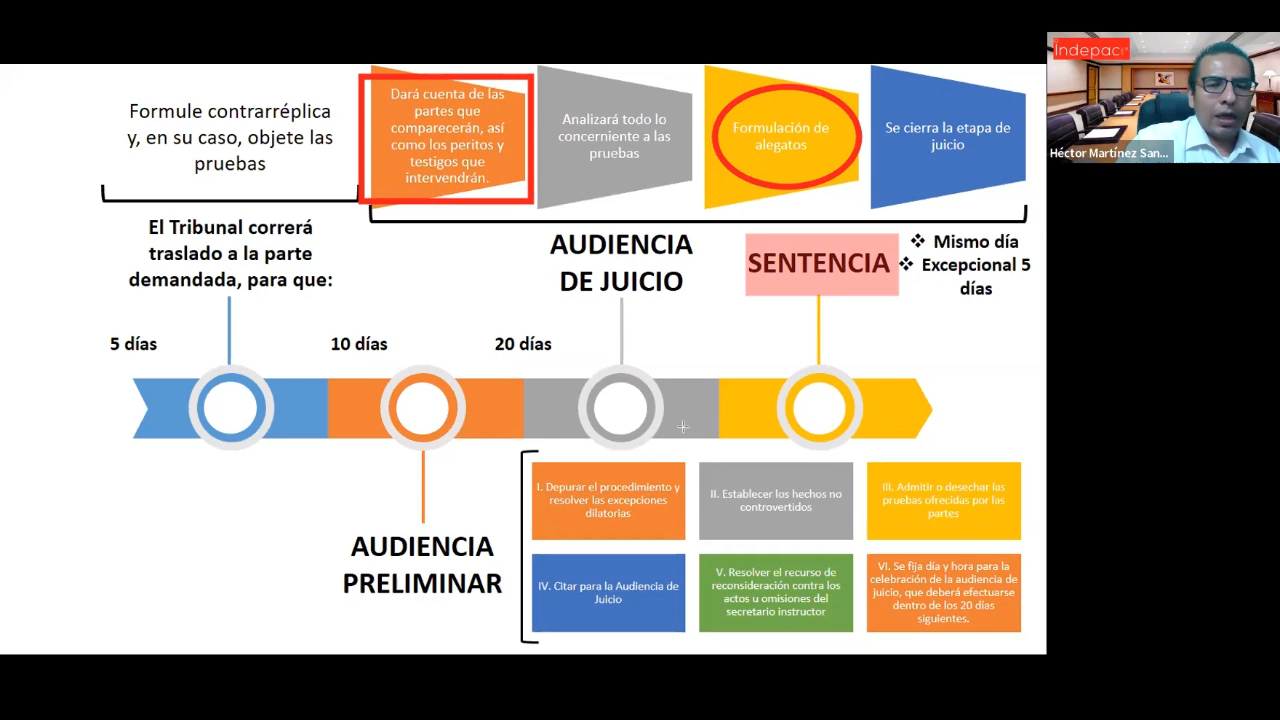 Formule contrarréplica
y, en su caso, objete las
pruebas
Dará cuenta de las
partes que
comparecerán, así
como los peritos y
testigos que
intervendrán.
Analizará todo lo
concerniente a las
pruebas
Formulación de
alegatos
Se cierra la etapa de
juicio
Indepac
Héctor Martínez San...
El Tribunal correrá
traslado a la parte
demandada, para que:
AUDIENCIA
DE JUICIO
SENTENCIA
❖ Mismo día
❖ Excepcional 5
días
5 días
10 días
20 días
AUDIENCIA
PRELIMINAR
I. Depurar el procedimiento y
resolver las excepciones
dilatorias
II. Establecer los hechos no
controvertidos
III. Admitir o desechar las
pruebas ofrecidas por las
partes
IV. Citar para la Audiencia de
Juicio
V. Resolver el recurso de
reconsideración contra los
actos u omisiones del
secretario instructor
VI. Se fija día y hora para la
celebración de la audiencia de
juicio, que deberá efectuarse
dentro de los 20 días
siguientes.